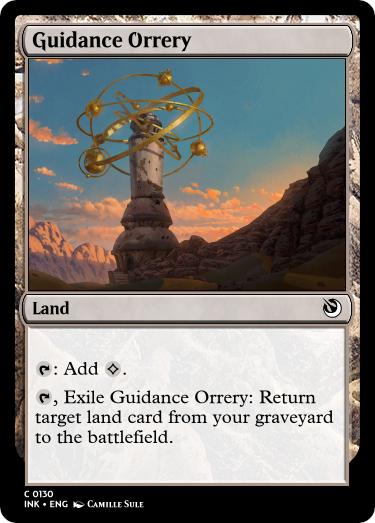 Guidance Orrery
Land
: Add .
, Exile Guidance Orrery: Return
target land card from your graveyard
to the battlefield.
C 0130
INK • ENG CAMILLE SULE